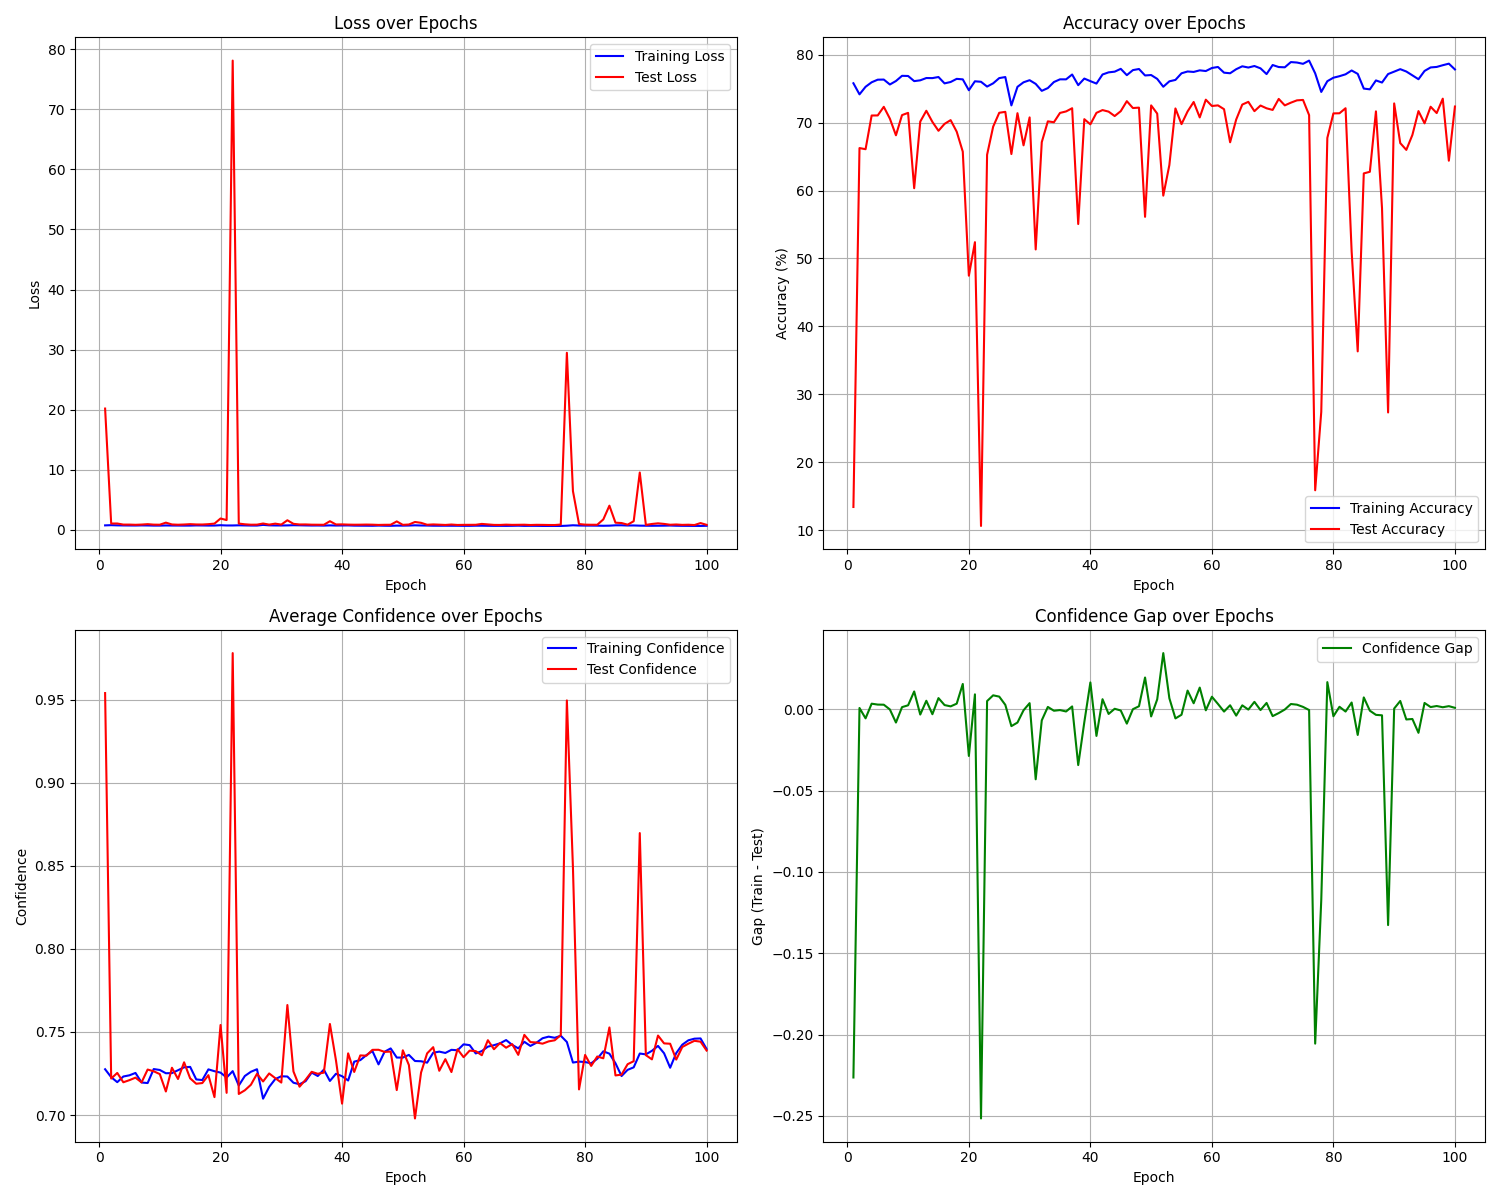 Loss over Epochs
Training Loss
Test Loss
80
70
60
50
40
30
20
10
0
Loss
0 20 40 60 80 100
Epoch
Accuracy over Epochs
Training Accuracy
Test Accuracy
80
70
60
50
40
30
20
10
Accuracy (%)
0 20 40 60 80 100
Epoch
Average Confidence over Epochs
Training Confidence
Test Confidence
0.95
0.90
0.85
0.80
0.75
0.70
Confidence
0 20 40 60 80 100
Epoch
Confidence Gap over Epochs
Confidence Gap
0.00
−0.05
−0.10
−0.15
−0.20
−0.25
Gap (Train - Test)
0 20 40 60 80 100
Epoch